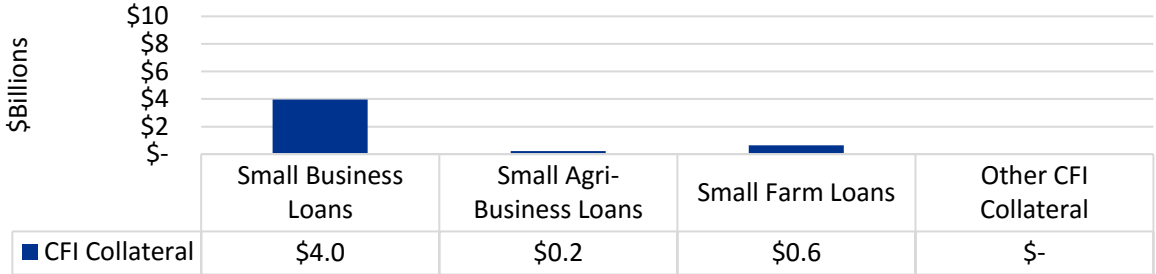 $Billions
$10
$8
$6
$4
$2
$-
Small Business
Loans
Small Agri-
Business Loans
Small Farm Loans
Other CFI
Collateral
CFI Collateral $4.0 $0.2 $0.6 $-